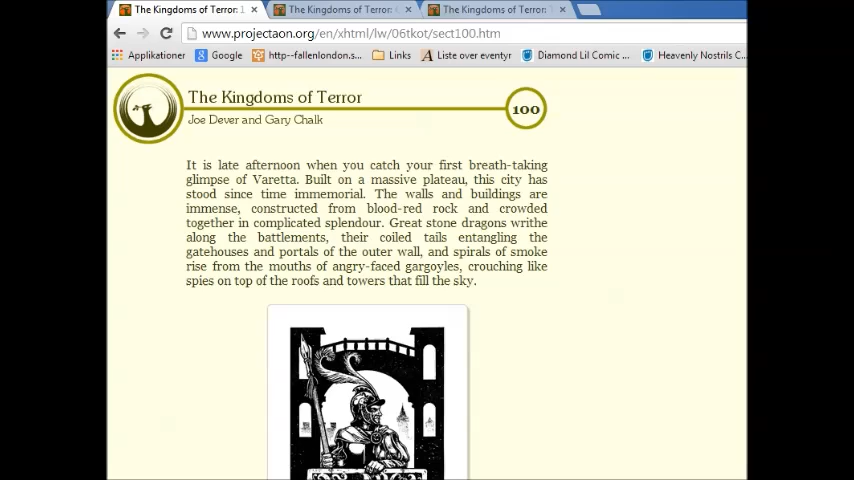 The Kingdoms of Terror: 1 The Kingdoms of Terror: The Kingdoms of Terror:
www.projectaon.org/en/xhtml/lw/06tkot/sect100.htm
Applikationer Google http--fallenlondon.s... Links Liste over eventyr Diamond Lil Comic ... Heavenly Nostrils C
The Kingdoms of Terror
100
Joe Dever and Gary Chalk
It is late afternoon when you catch your first breath-taking
glimpse of Varetta. Built on a massive plateau, this city has
stood since time immemorial. The walls and buildings are
immense, constructed from blood-red rock and crowded
together in complicated splendour. Great stone dragons writhe
along the battlements, their coiled tails entangling the
gatehouses and portals of the outer wall, and spirals of smoke
rise from the mouths of angry-faced gargoyles, crouching like
spies on top of the roofs and towers that fill the sky.